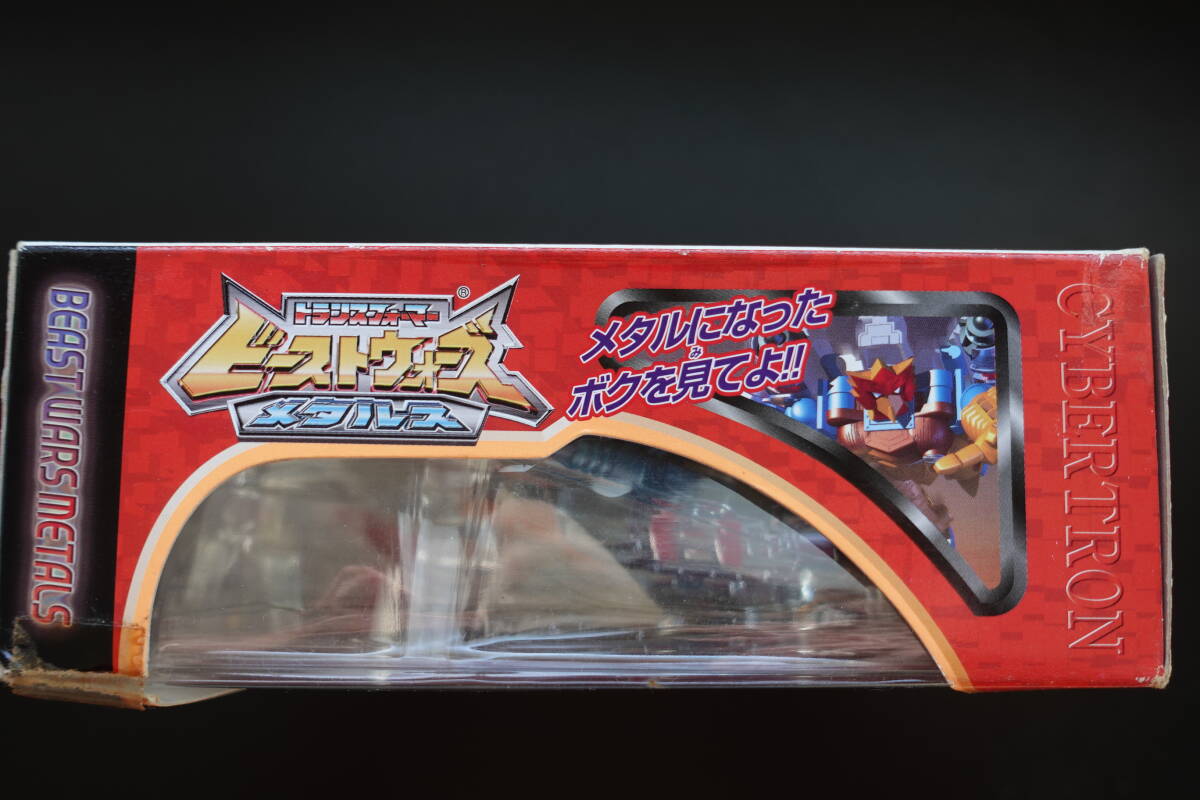 BEAST WARS METALS
トランスフォーマー®
ビーストウォーズ
メタルス
メタルになった
ボクを見てよ!!
み
CYBERTRON